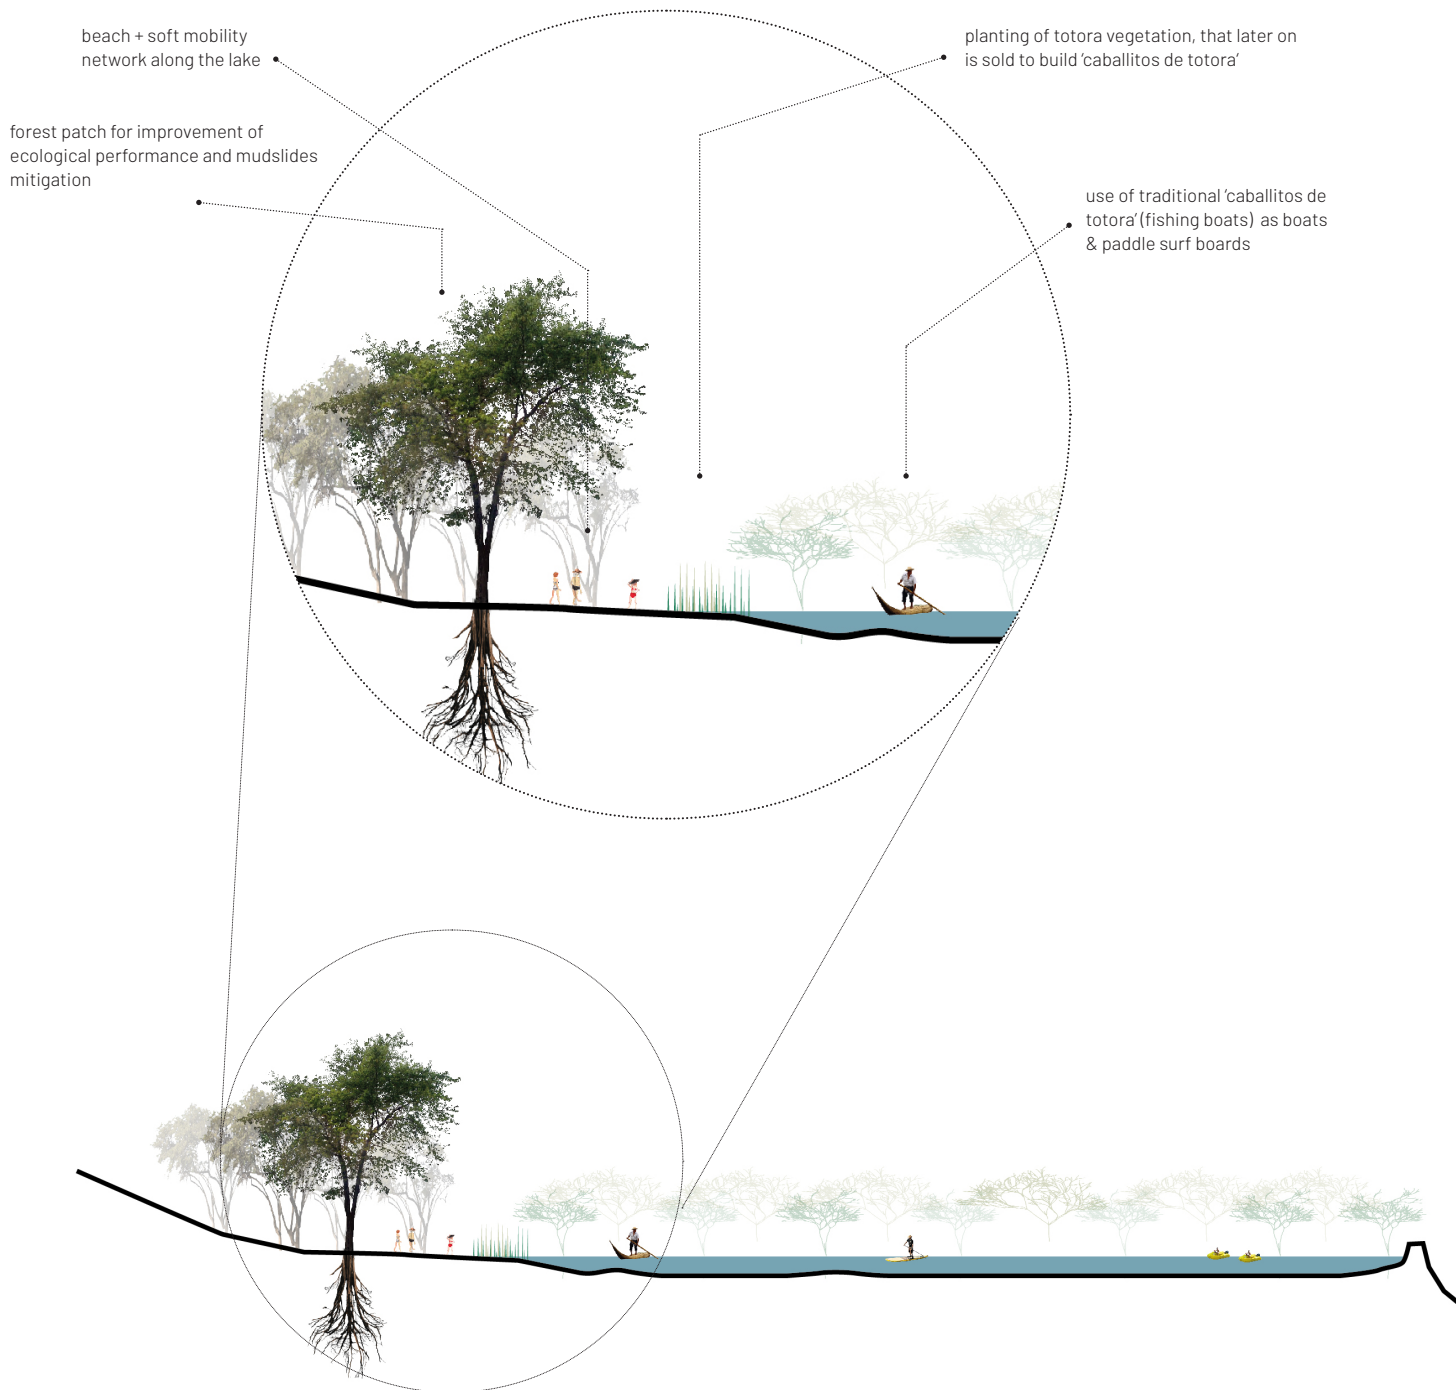 beach + soft mobility
network along the lake
planting of totora vegetation, that later on
is sold to build ‘caballitos de totora’
forest patch for improvement of
ecological performance and mudslides
mitigation
use of traditional ‘caballitos de
totora’ (fishing boats) as boats
& paddle surf boards